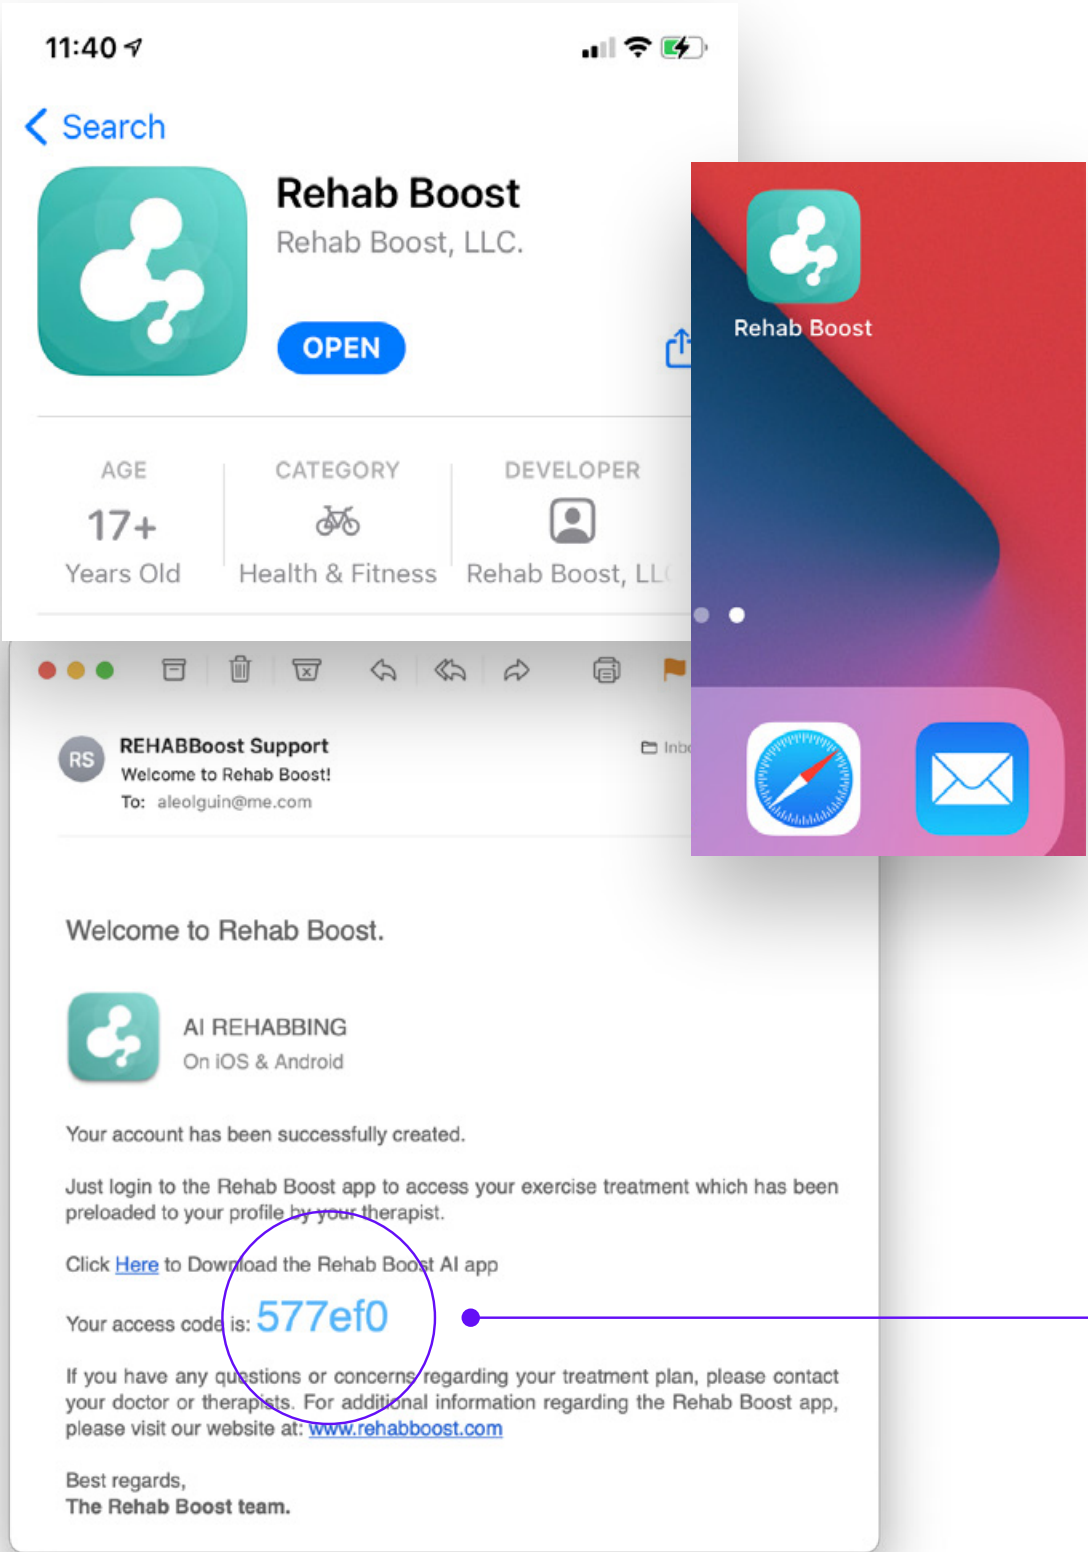 11:40
Search
Rehab Boost
Rehab Boost, LLC.
OPEN
AGE
17+
Years Old
CATEGORY
Health & Fitness
DEVELOPER
Rehab Boost, LL
Rehab Boost
RS
REHABBoost Support
Welcome to Rehab Boost!
To: aleolguin@me.com
Inbo
Welcome to Rehab Boost.
AI REHABBING
On iOS & Android
Your account has been successfully created.
Just login to the Rehab Boost app to access your exercise treatment which has been
preloaded to your profile by your therapist.
Click Here to Download the Rehab Boost AI app
Your access code is: 577ef0
If you have any questions or concerns regarding your treatment plan, please contact
your doctor or therapists. For additional information regarding the Rehab Boost app,
please visit our website at: www.rehabboost.com
Best regards,
The Rehab Boost team.